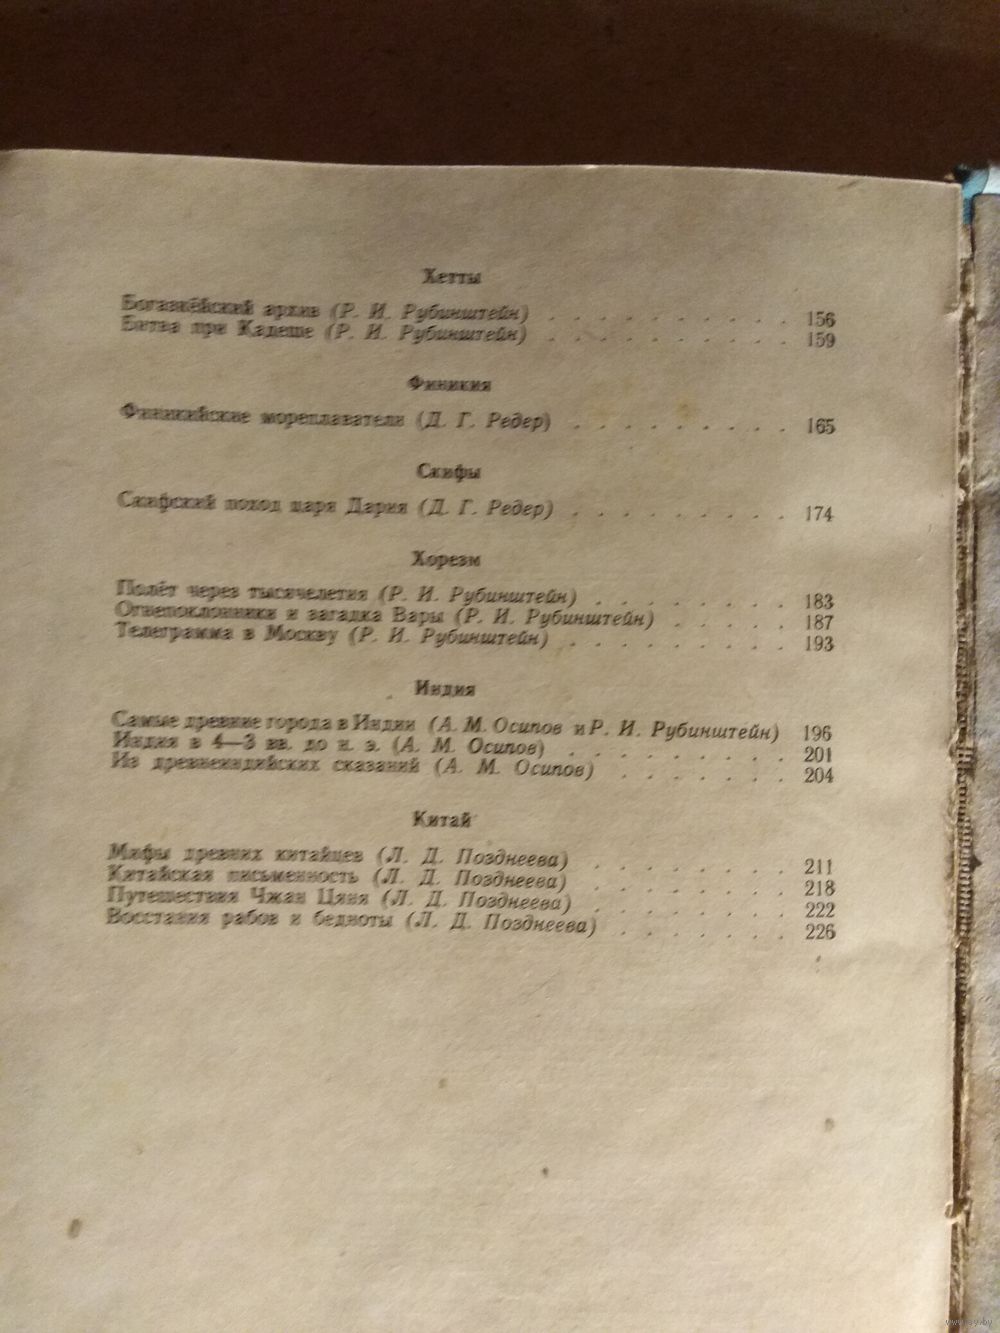 Хетты
Богазкёйский архив (Р. И. Рубинштейн) . . . . . . . . . . 156
Битва при Кадеше (Р. И. Рубинштейн) . . . . . . . . . . 159
Финикия
Финикийские мореплаватели (Д. Г. Редер) . . . . . . . . . 165
Скифы
Скифский поход царя Дария (Д. Г. Редер) . . . . . . . . . 174
Хорезм
Полёт через тысячелетия (Р. И. Рубинштейн) . . . . . . . . 183
Огнепоклонники и загадка Вары (Р. И. Рубинштейн) . . . . . 187
Телеграмма в Москву (Р. И. Рубинштейн) . . . . . . . . . 193
Индия
Самые древние города в Индии (А. М. Осипов и Р. И. Рубинштейн) 196
Индия в 4—3 вв. до н. э. (А. М. Осипов) . . . . . . . . . 201
Из древнеиндийских сказаний (А. М. Осипов) . . . . . . . 204
Китай
Мифы древних китайцев (Л. Д. Позднеева) . . . . . . . . 211
Китайская письменность (Л. Д. Позднеева) . . . . . . . . 218
Путешествия Чжан Цяня (Л. Д. Позднеева) . . . . . . . . 222
Восстания рабов и бедноты (Л. Д. Позднеева) . . . . . . . 226